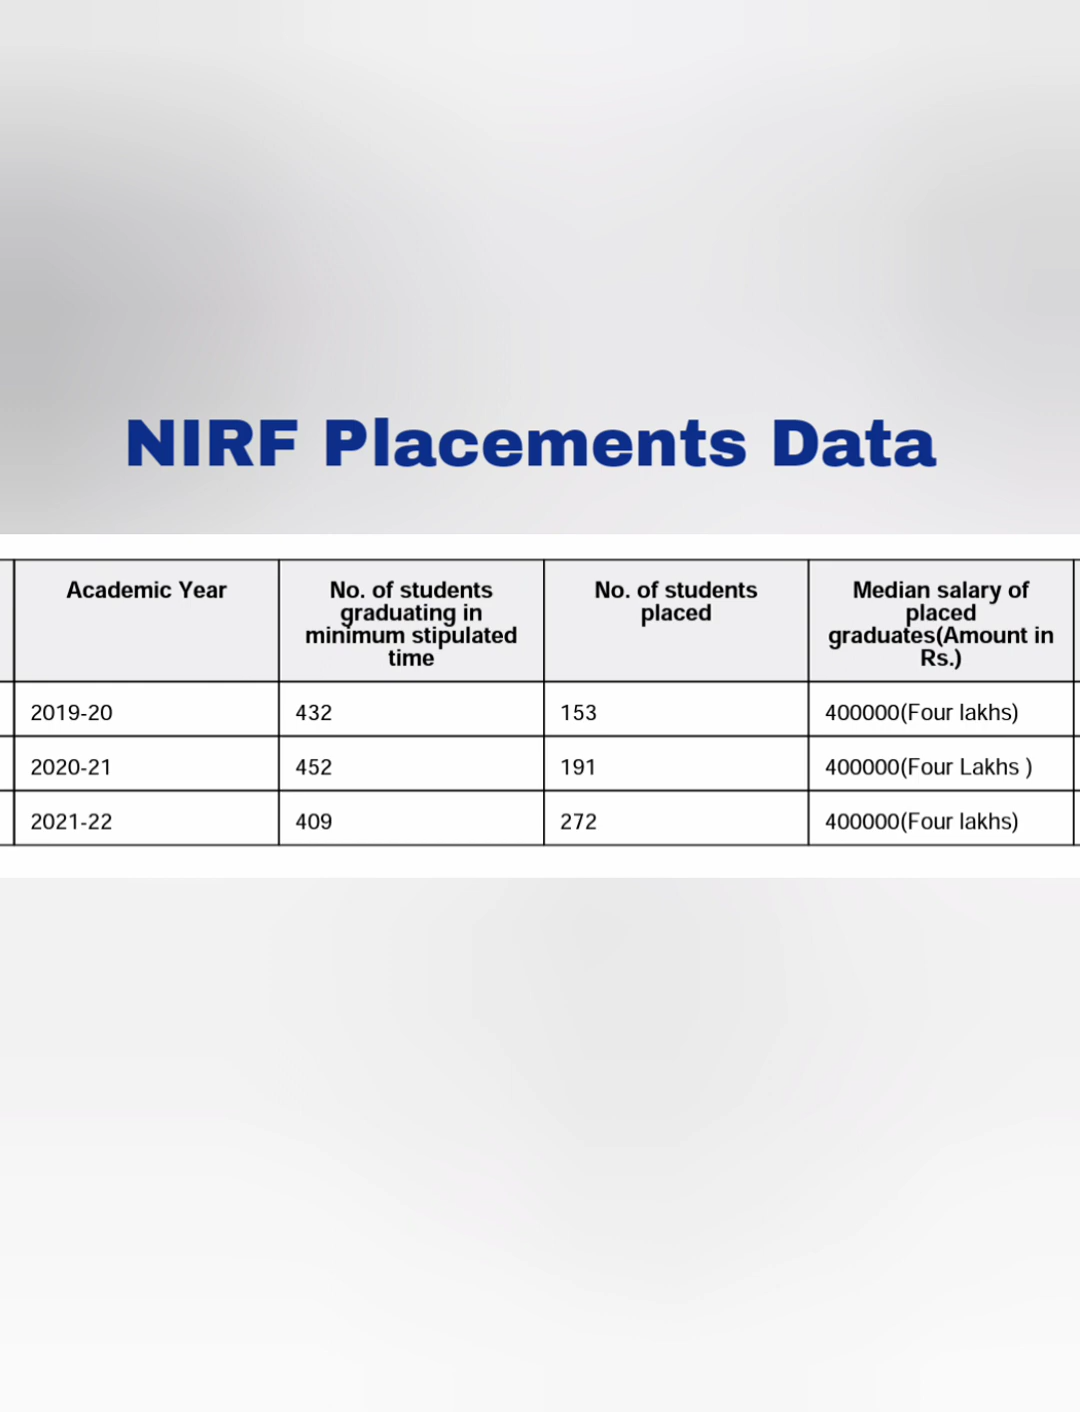 NIRF Placements Data
Academic Year
No. of students
graduating in
minimum stipulated
time
No. of students
placed
Median salary of
placed
graduates(Amount in
Rs.)
2019-20 432 153 400000(Four lakhs)
2020-21 452 191 400000(Four Lakhs )
2021-22 409 272 400000(Four lakhs)